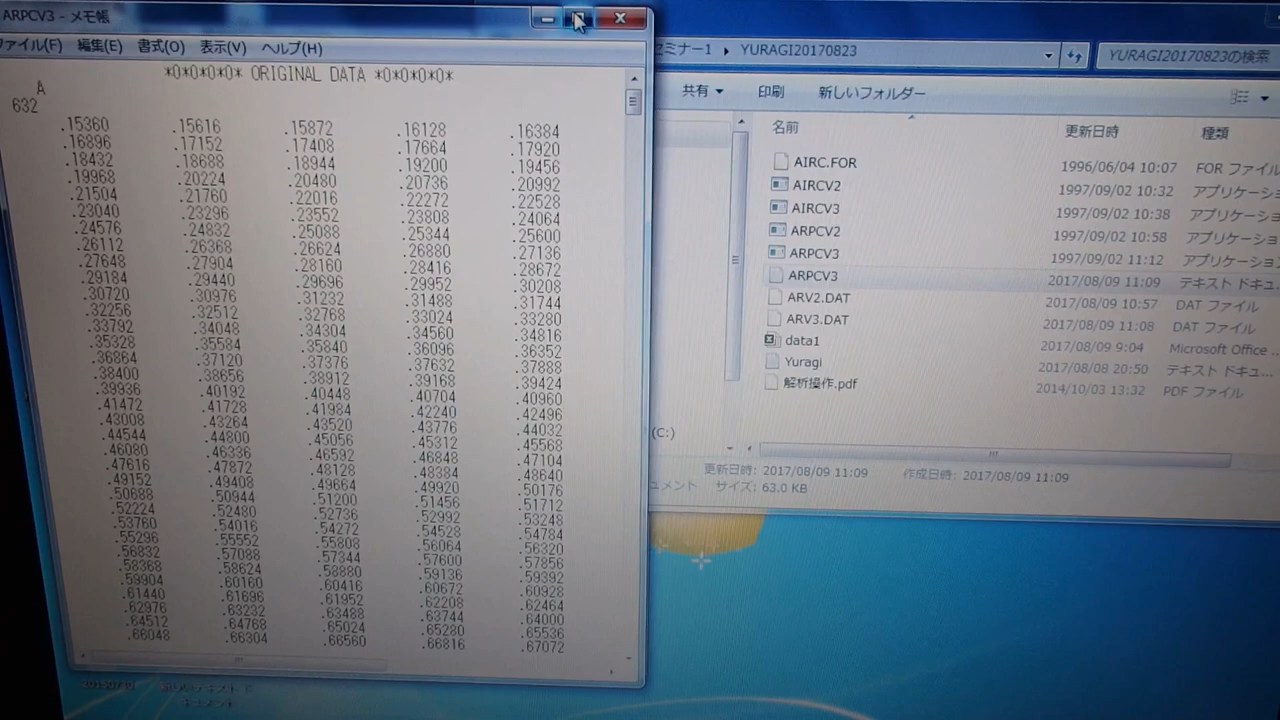 ARPCV3 - メモ帳
ファイル(F) 編集(E) 書式(O) 表示(V) ヘルプ(H)
*O*O*O*O* ORIGINAL DATA *O*O*O*O*
A
632
.15360 .15616 .15872 .16128 .16384
.16896 .17152 .17408 .17664 .17920
.18432 .18688 .18944 .19200 .19456
.19968 .20224 .20480 .20736 .20992
.21504 .21760 .22016 .22272 .22528
.23040 .23296 .23552 .23808 .24064
.24576 .24832 .25088 .25344 .25600
.26112 .26368 .26624 .26880 .27136
.27648 .27904 .28160 .28416 .28672
.29184 .29440 .29696 .29952 .30208
.30720 .30976 .31232 .31488 .31744
.32256 .32512 .32768 .33024 .33280
.33792 .34048 .34304 .34560 .34816
.35328 .35584 .35840 .36096 .36352
.36864 .37120 .37376 .37632 .37888
.38400 .38656 .38912 .39168 .39424
.39936 .40192 .40448 .40704 .40960
.41472 .41728 .41984 .42240 .42496
.43008 .43264 .43520 .43776 .44032
.44544 .44800 .45056 .45312 .45568
.46080 .46336 .46592 .46848 .47104
.47616 .47872 .48128 .48384 .48640
.49152 .49408 .49664 .49920 .50176
.50688 .50944 .51200 .51456 .51712
.52224 .52480 .52736 .52992 .53248
.53760 .54016 .54272 .54528 .54784
.55296 .55552 .55808 .56064 .56320
.56832 .57088 .57344 .57600 .57856
.58368 .58624 .58880 .59136 .59392
.59904 .60160 .60416 .60672 .60928
.61440 .61696 .61952 .62208 .62464
.62976 .63232 .63488 .63744 .64000
.64512 .64768 .65024 .65280 .65536
.66048 .66304 .66560 .66816 .67072
セミナー1 ▸ YURAGI20170823
YURAGI20170823の検索
共有 印刷 新しいフォルダー
名前 更新日時 種類
AIRC.FOR 1996/06/04 10:07 FOR ファイル
AIRCV2 1997/09/02 10:32 アプリケーショ
AIRCV3 1997/09/02 10:38 アプリケーショ
ARPCV2 1997/09/02 10:58 アプリケーショ
ARPCV3 1997/09/02 11:12 アプリケーショ
ARPCV3 2017/08/09 11:09 テキスト ドキュ...
ARV2.DAT 2017/08/09 10:57 DAT ファイル
ARV3.DAT 2017/08/09 11:08 DAT ファイル
data1 2017/08/09 9:04 Microsoft Office ...
Yuragi 2017/08/08 20:50 テキスト ドキュ...
解析操作.pdf 2014/10/03 13:32 PDF ファイル
(C:)
更新日時: 2017/08/09 11:09 作成日時: 2017/08/09 11:09
ュメント サイズ: 63.0 KB
新しいテキスト ド
キュメント